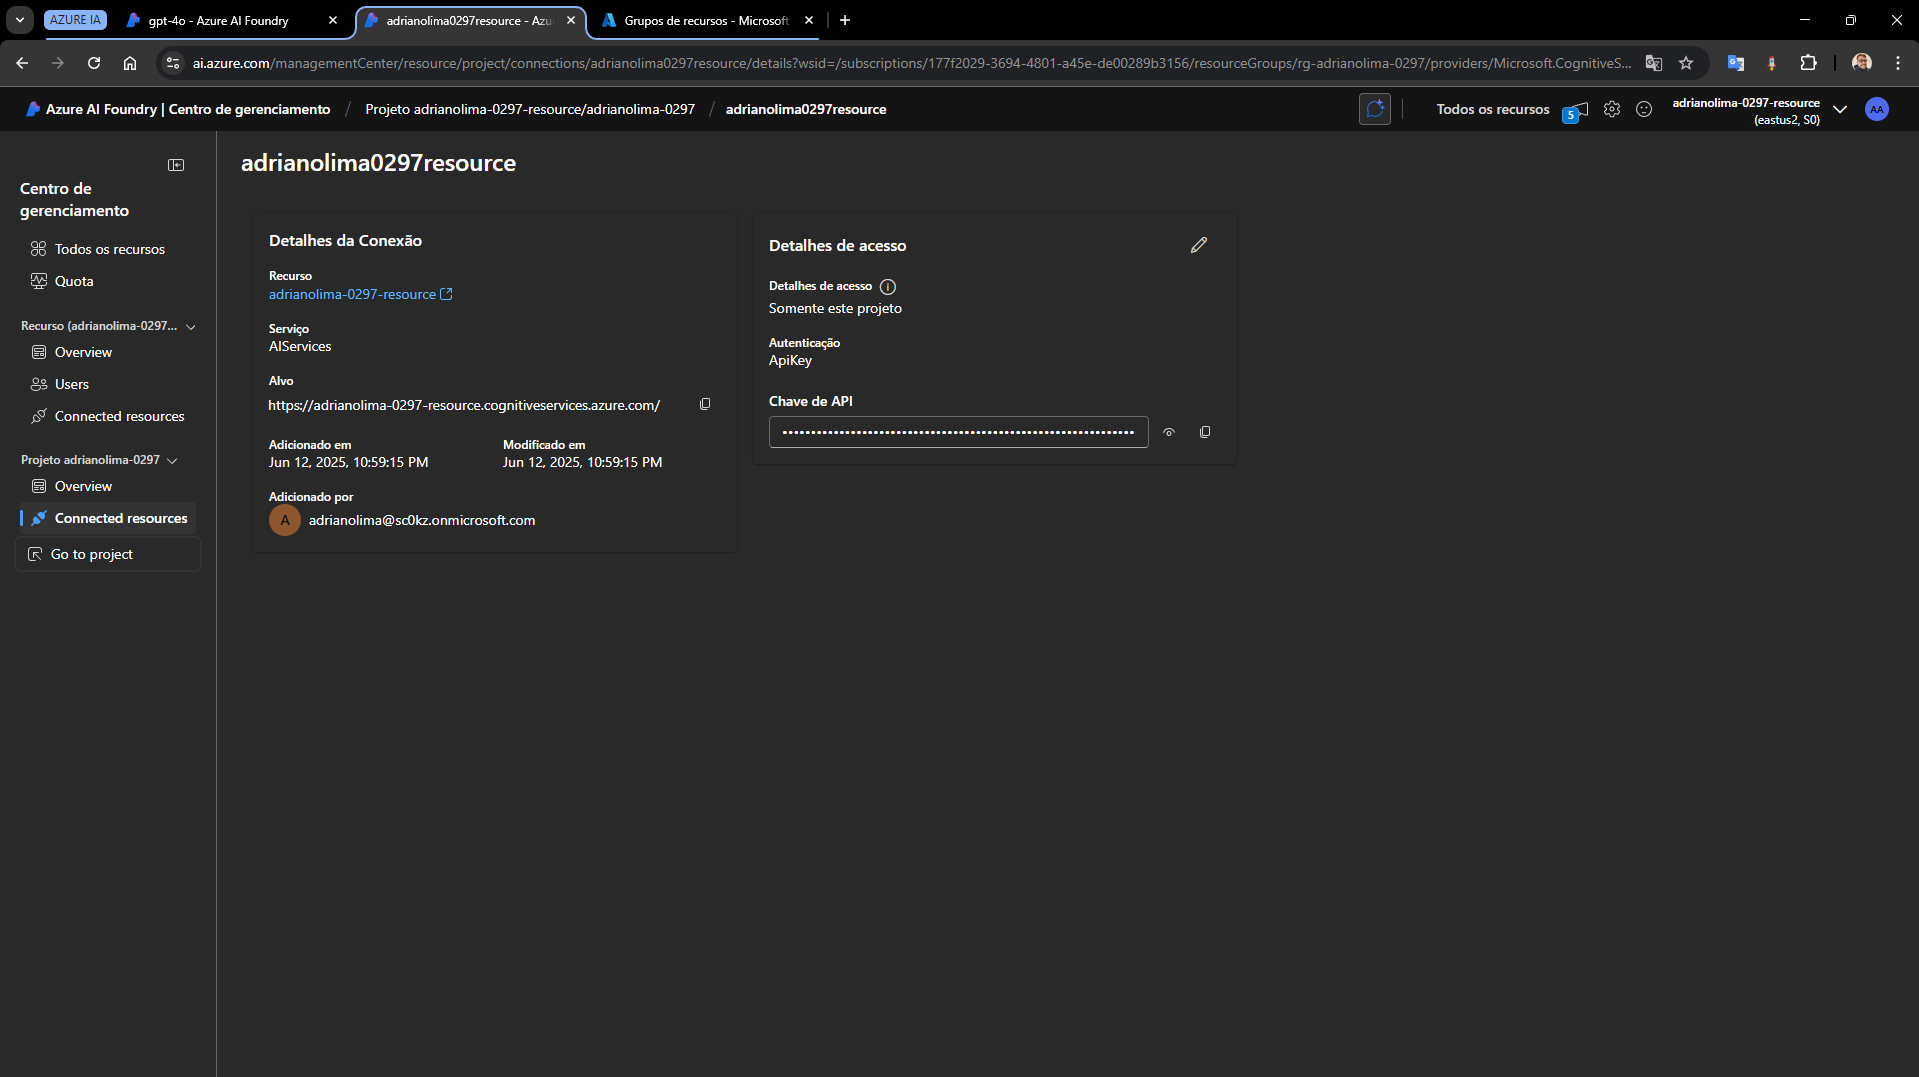 AZURE IA
gpt-4o - Azure AI Foundry
adrianolima0297resource - Azu
Grupos de recursos - Microsoft
ai.azure.com/managementCenter/resource/project/connections/adrianolima0297resource/details?wsid=/subscriptions/177f2029-3694-4801-a45e-de00289b3156/resourceGroups/rg-adrianolima-0297/providers/Microsoft.CognitiveS...
Azure AI Foundry | Centro de gerenciamento / Projeto adrianolima-0297-resource/adrianolima-0297 / adrianolima0297resource
Todos os recursos
5
adrianolima-0297-resource
(eastus2, S0)
AA
Centro de
gerenciamento
Todos os recursos
Quota
Recurso (adrianolima-0297...
Overview
Users
Connected resources
Projeto adrianolima-0297
Overview
Connected resources
Go to project
adrianolima0297resource
Detalhes da Conexão
Recurso
adrianolima-0297-resource
Serviço
AIServices
Alvo
https://adrianolima-0297-resource.cognitiveservices.azure.com/
Adicionado em
Jun 12, 2025, 10:59:15 PM
Modificado em
Jun 12, 2025, 10:59:15 PM
Adicionado por
A
adrianolima@sc0kz.onmicrosoft.com
Detalhes de acesso
Detalhes de acesso
Somente este projeto
Autenticação
ApiKey
Chave de API